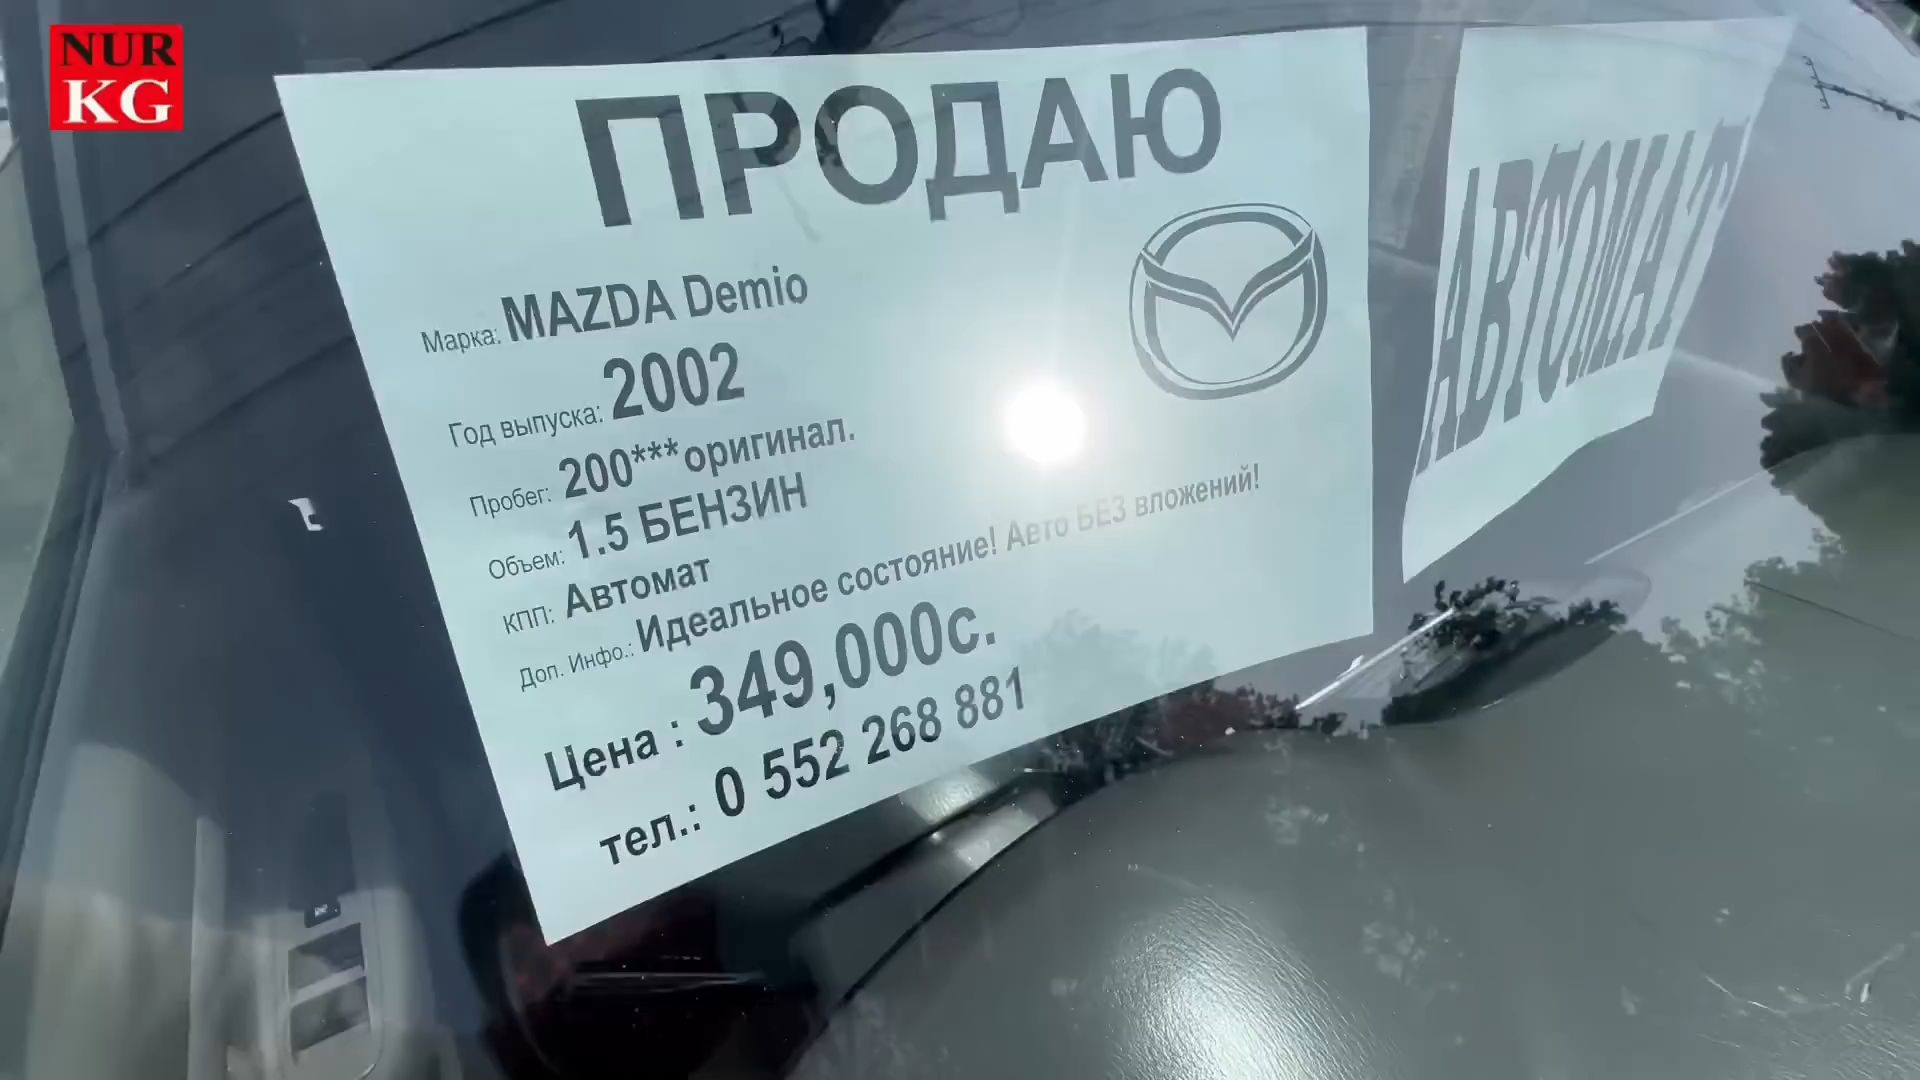 NUR
KG
ПРОДАЮ
Марка: MAZDA Demio
Год выпуска: 2002
Пробег: 200***оригинал.
Объем: 1.5 БЕНЗИН
КПП: Автомат
Доп. Инфо.: Идеальное состояние! Авто БЕЗ вложений!
Цена : 349,000с.
тел.: 0 552 268 881
АВТОМАТ